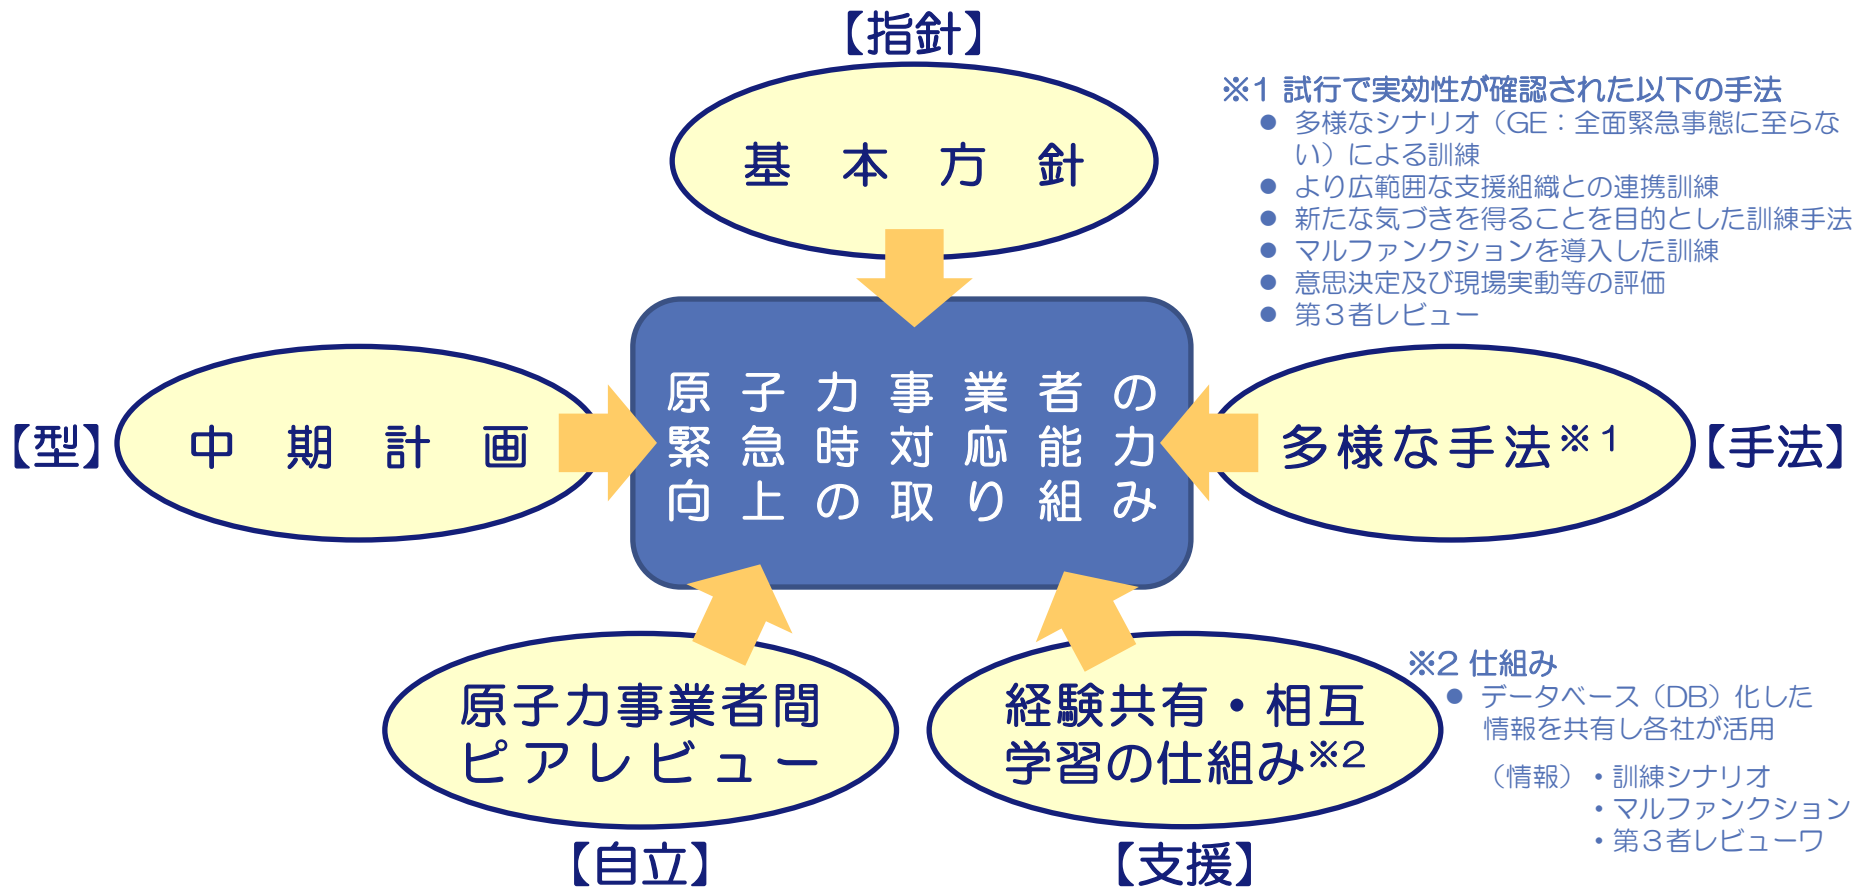 【指針】
基本方針
※1 試行で実効性が確認された以下の手法
● 多様なシナリオ（GE：全面緊急事態に至らな
い）による訓練
● より広範囲な支援組織との連携訓練
● 新たな気づきを得ることを目的とした訓練手法
● マルファンクションを導入した訓練
● 意思決定及び現場実動等の評価
● 第３者レビュー
【型】
中期計画
原子力事業者の
緊急時対応能力
向上の取り組み
多様な手法※1
【手法】
原子力事業者間
ピアレビュー
【自立】
経験共有・相互
学習の仕組み※2
【支援】
※2 仕組み
● データベース（DB）化した
情報を共有し各社が活用
（情報）・訓練シナリオ
・マルファンクション
・第３者レビューワ